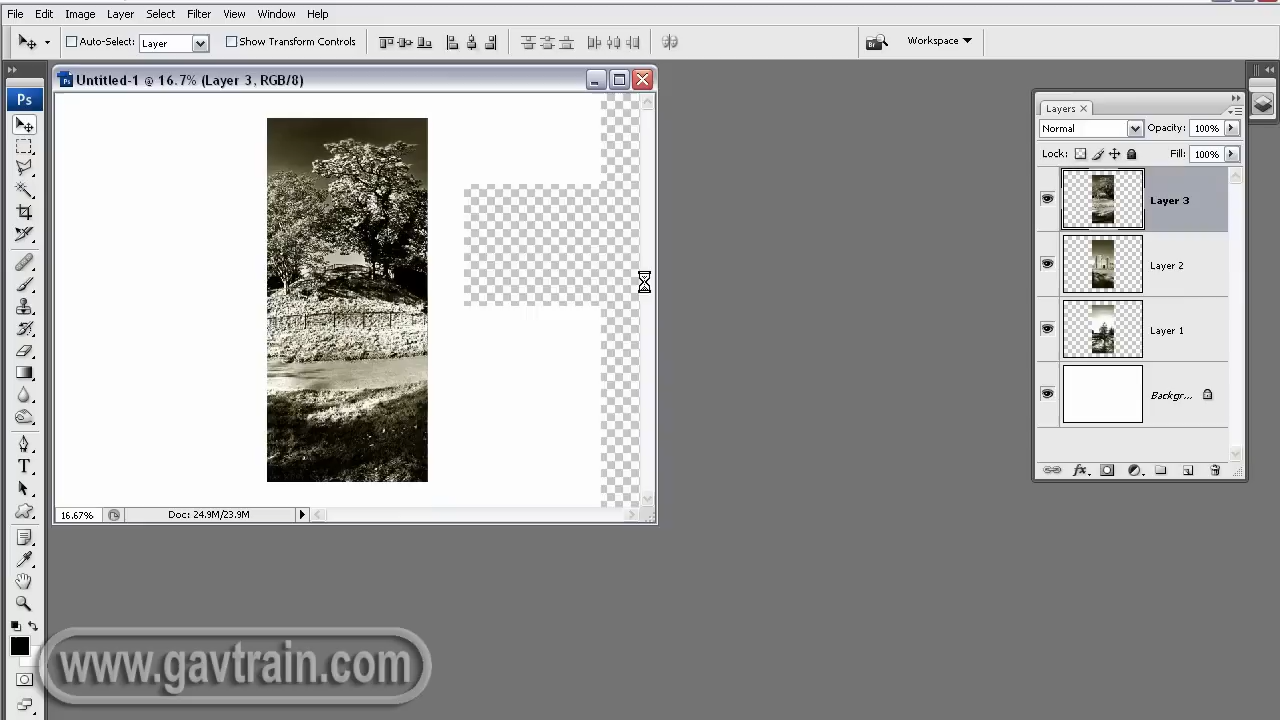 File Edit Image Layer Select Filter View Window Help
Auto-Select: Layer Show Transform Controls Br Workspace
Ps
Untitled-1 @ 16.7% (Layer 3, RGB/8)
Layers
Normal Opacity: 100%
Lock: Fill: 100%
Layer 3
Layer 2
Layer 1
Backgr...
fx.
T
16.67% Doc: 24.9M/23.9M
www.gavtrain.com